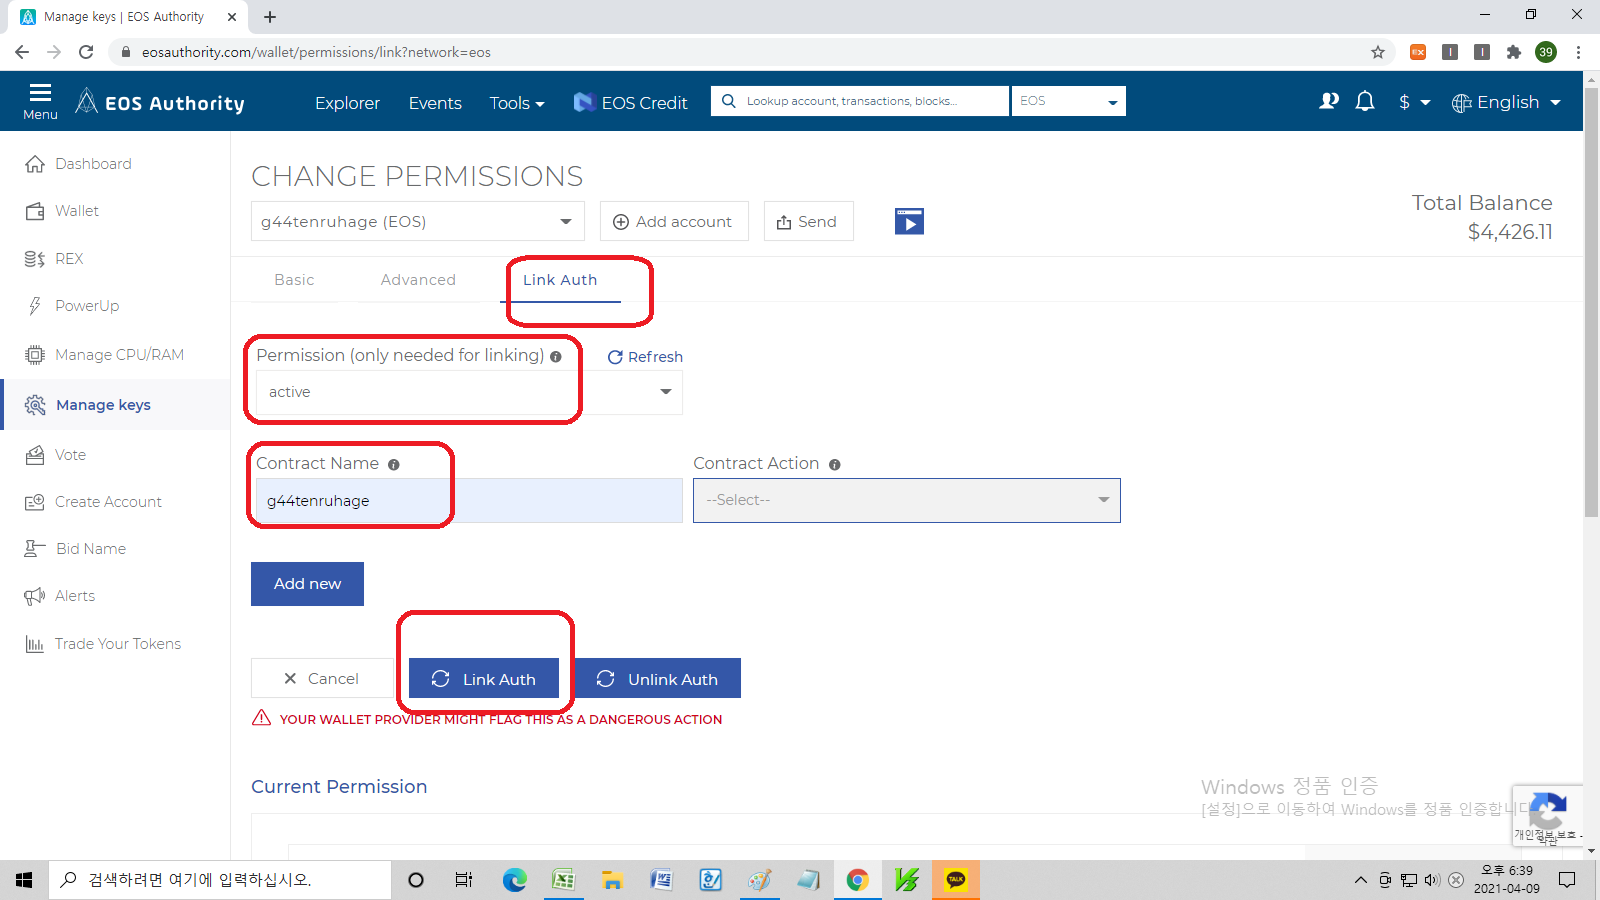 Manage keys | EOS Authority
eosauthority.com/wallet/permissions/link?network=eos
39
Menu
EOS Authority
Explorer
Events
Tools
EOS Credit
Lookup account, transactions, blocks...
EOS
$
English
Dashboard
Wallet
REX
PowerUp
Manage CPU/RAM
Manage keys
Vote
Create Account
Bid Name
Alerts
Trade Your Tokens
CHANGE PERMISSIONS
g44tenruhage (EOS)
Add account
Send
Total Balance
$4,426.11
Basic
Advanced
Link Auth
Permission (only needed for linking)
Refresh
active
Contract Name
Contract Action
g44tenruhage
--Select--
Add new
Cancel
Link Auth
Unlink Auth
YOUR WALLET PROVIDER MIGHT FLAG THIS AS A DANGEROUS ACTION
Current Permission
Windows 정품 인증
[설정]으로 이동하여 Windows를 정품 인증합니다
개인정보 보호 -
약관
검색하려면 여기에 입력하십시오.
TALK
오후 6:39
2021-04-09